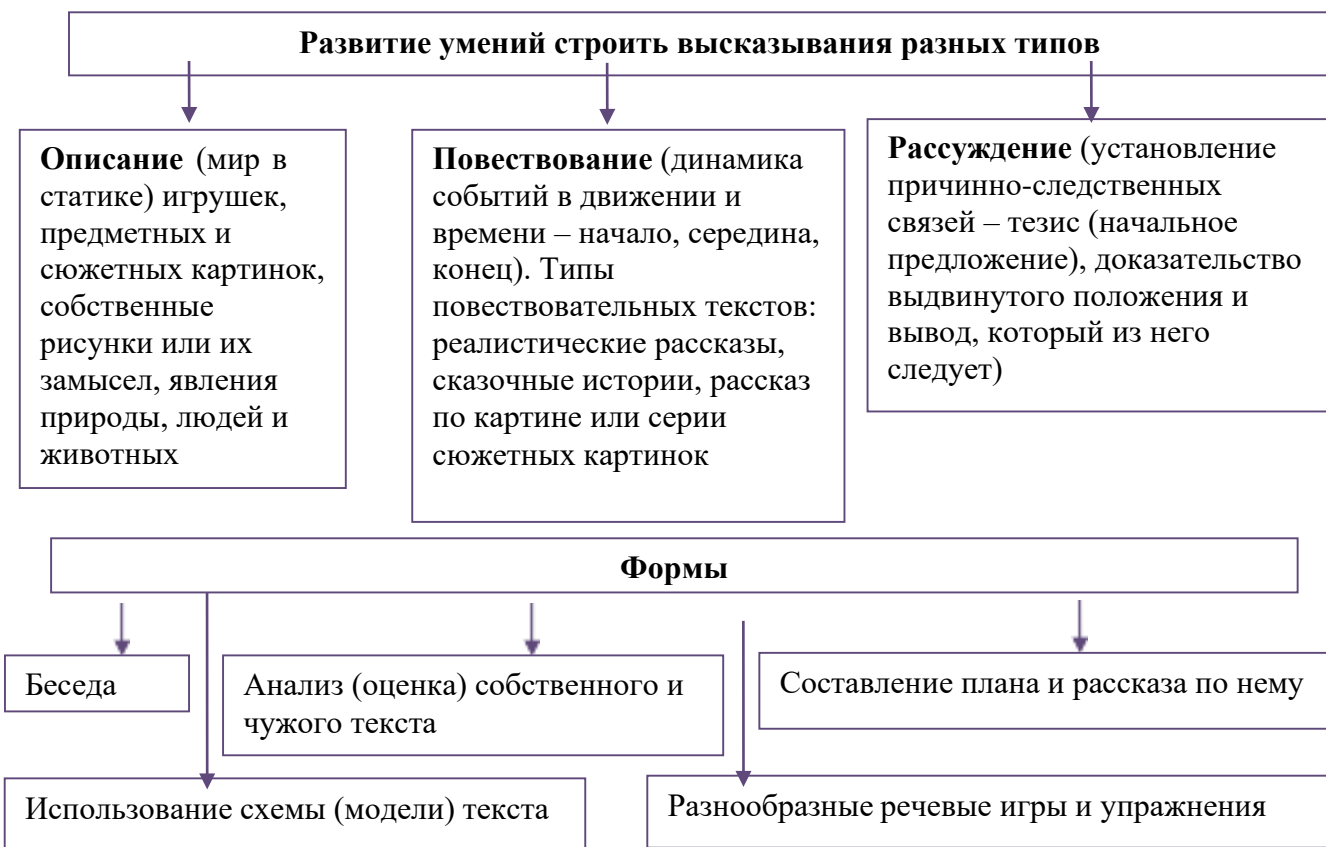 Развитие умений строить высказывания разных типов
Описание (мир в
статике) игрушек,
предметных и
сюжетных картинок,
собственные
рисунки или их
замысел, явления
природы, людей и
животных
Повествование (динамика
событий в движении и
времени – начало, середина,
конец). Типы
повествовательных текстов:
реалистические рассказы,
сказочные истории, рассказ
по картине или серии
сюжетных картинок
Рассуждение (установление
причинно-следственных
связей – тезис (начальное
предложение), доказательство
выдвинутого положения и
вывод, который из него
следует)
Формы
Беседа
Анализ (оценка) собственного и
чужого текста
Составление плана и рассказа по нему
Использование схемы (модели) текста
Разнообразные речевые игры и упражнения